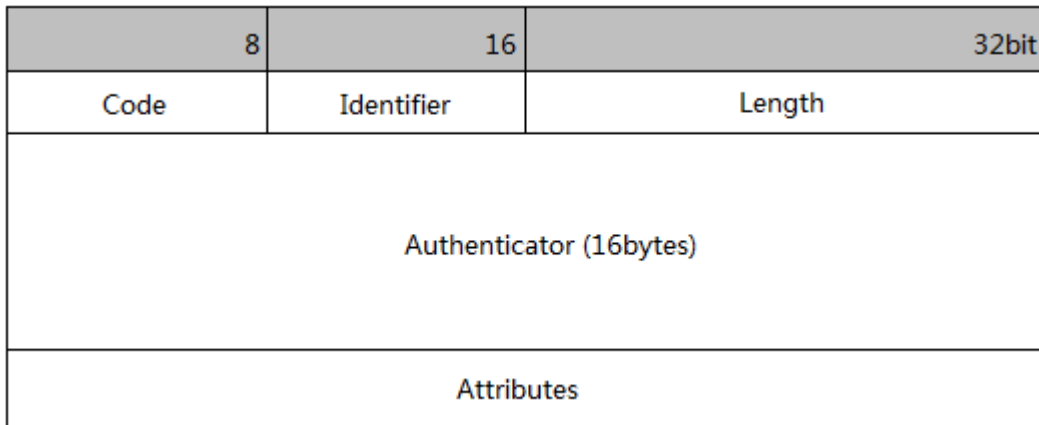 8 16 32bit
Code Identifier Length
Authenticator (16bytes)
Attributes